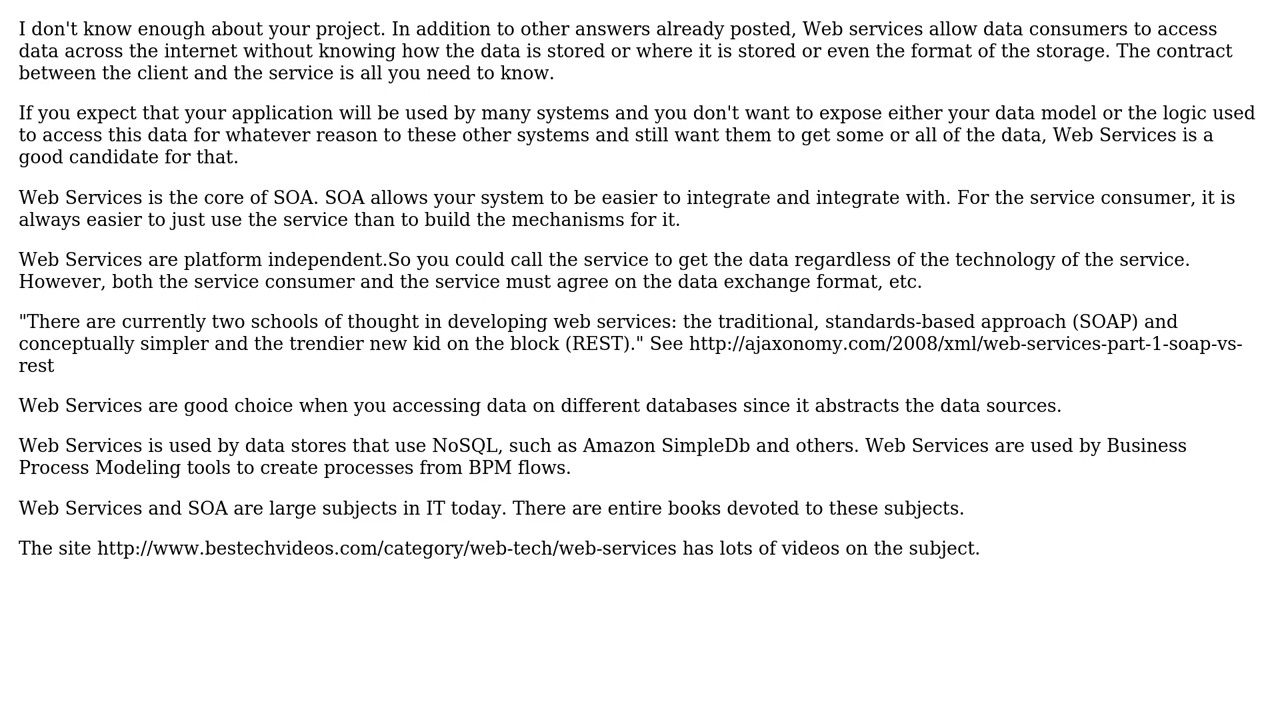 I don't know enough about your project. In addition to other answers already posted, Web services allow data consumers to access
data across the internet without knowing how the data is stored or where it is stored or even the format of the storage. The contract
between the client and the service is all you need to know.
If you expect that your application will be used by many systems and you don't want to expose either your data model or the logic used
to access this data for whatever reason to these other systems and still want them to get some or all of the data, Web Services is a
good candidate for that.
Web Services is the core of SOA. SOA allows your system to be easier to integrate and integrate with. For the service consumer, it is
always easier to just use the service than to build the mechanisms for it.
Web Services are platform independent.So you could call the service to get the data regardless of the technology of the service.
However, both the service consumer and the service must agree on the data exchange format, etc.
"There are currently two schools of thought in developing web services: the traditional, standards-based approach (SOAP) and
conceptually simpler and the trendier new kid on the block (REST)." See http://ajaxonomy.com/2008/xml/web-services-part-1-soap-vs-
rest
Web Services are good choice when you accessing data on different databases since it abstracts the data sources.
Web Services is used by data stores that use NoSQL, such as Amazon SimpleDb and others. Web Services are used by Business
Process Modeling tools to create processes from BPM flows.
Web Services and SOA are large subjects in IT today. There are entire books devoted to these subjects.
The site http://www.bestechvideos.com/category/web-tech/web-services has lots of videos on the subject.